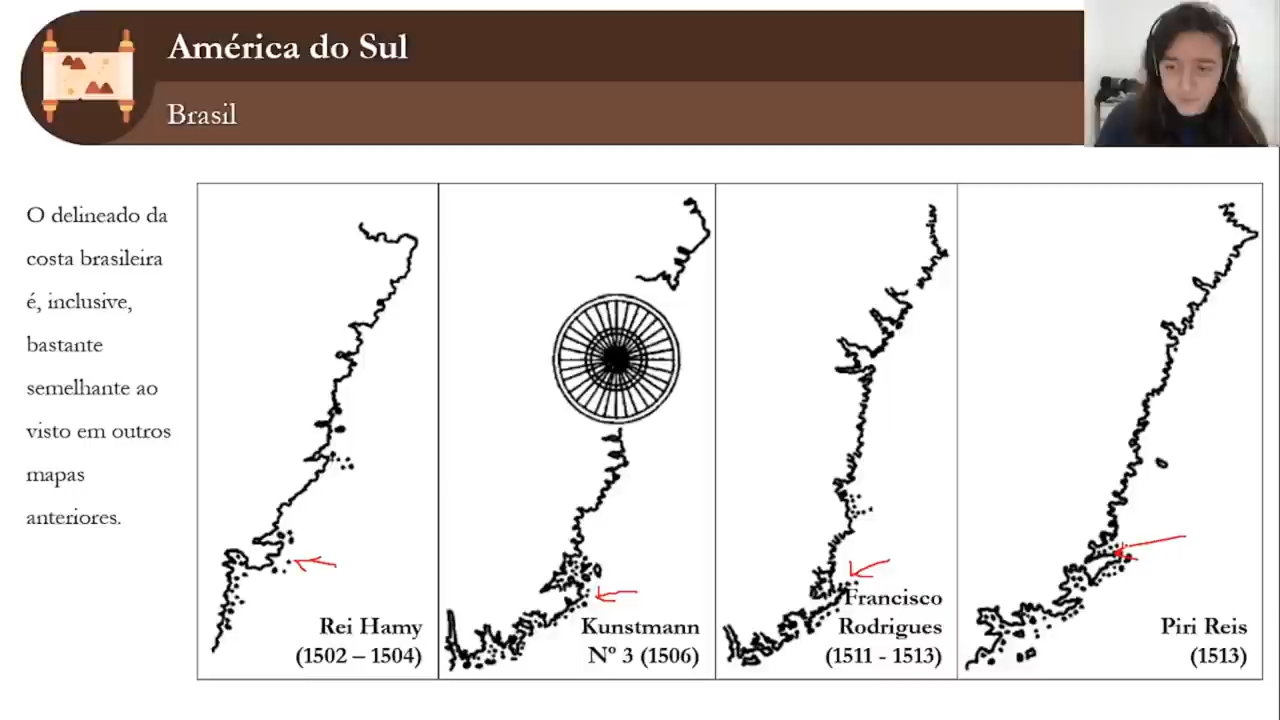 América do Sul
Brasil
O delineado da
costa brasileira
é, inclusive,
bastante
semelhante ao
visto em outros
mapas
anteriores.
Rei Hamy
(1502 – 1504)
Kunstmann
Nº 3 (1506)
Francisco
Rodrigues
(1511 - 1513)
Piri Reis
(1513)